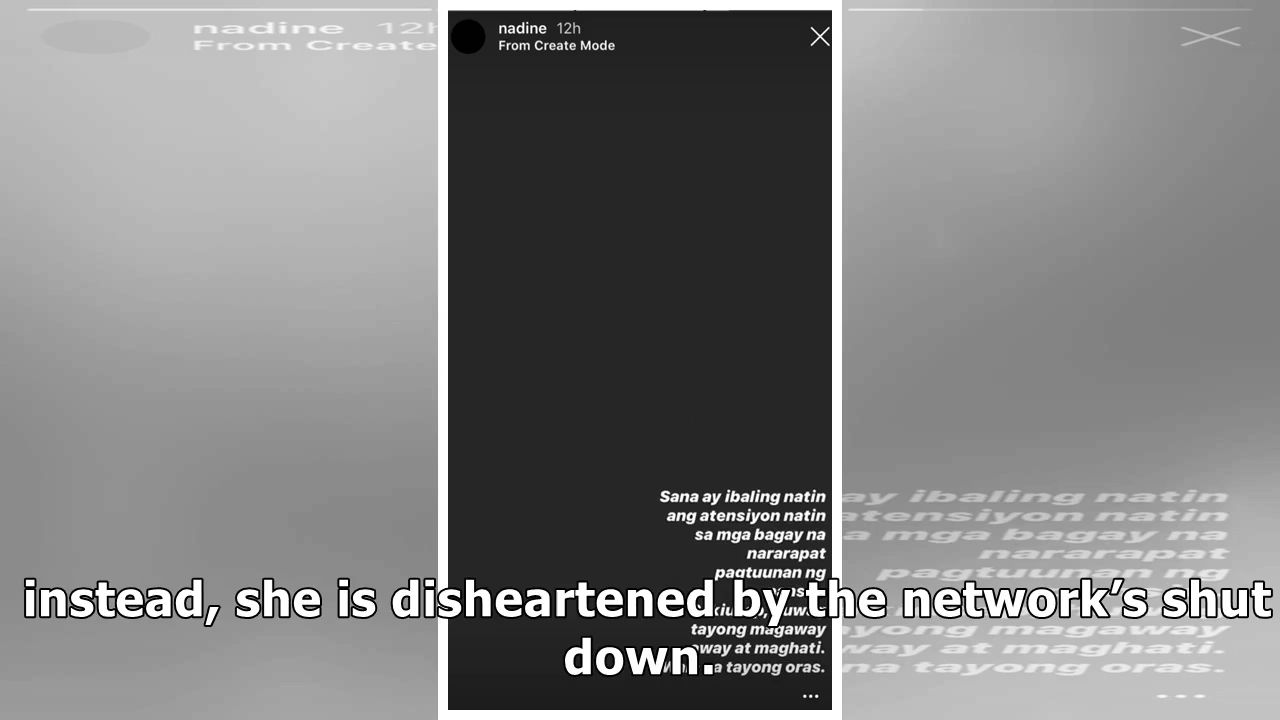 nadine 12h
From Create Mode
Sana ay ibaling natin
ang atensiyon natin
sa mga bagay na
nararapat
pagtuunan ng
tayong magaway
away at maghati.
tayong oras.
instead, she is disheartened by the network’s shut
down.